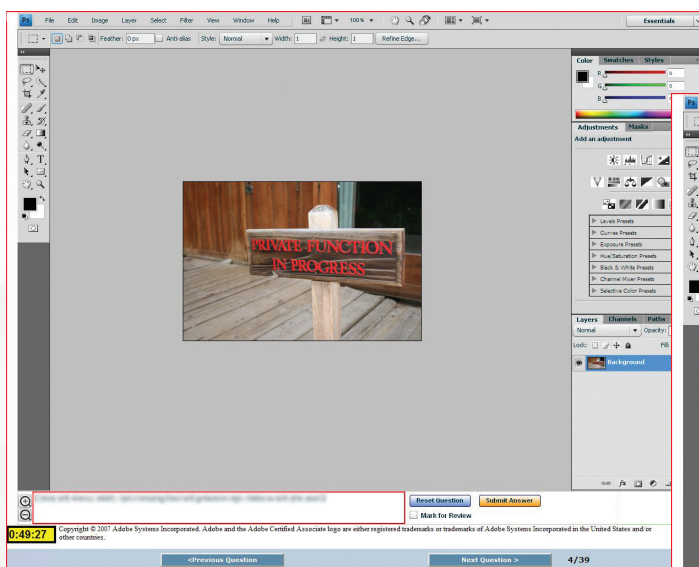 Ps File Edit Image Layer Select Filter View Window Help Br 100% Essentials
Feather: 0 px Anti-alias Style: Normal Width: 1 Height: 1 Refine Edge...
Color Swatches Styles
R 0
G 0
B
Ps
Adjustments Masks
Add an adjustment
Levels Presets
Curves Presets
Exposure Presets
Hue/Saturation Presets
Black & White Presets
Channel Mixer Presets
Selective Color Presets
PRIVATE FUNCTION
IN PROGRESS
Layers Channels Paths
Normal Opacity:
Lock: Fill:
Background
fx
Reset Question Submit Answer
Mark for Review
0:49:27
Copyright © 2007 Adobe Systems Incorporated. Adobe and the Adobe Certified Associate logo are either registered trademarks or trademarks of Adobe Systems Incorporated in the United States and/or
other countries.
<Previous Question Next Question > 4/39